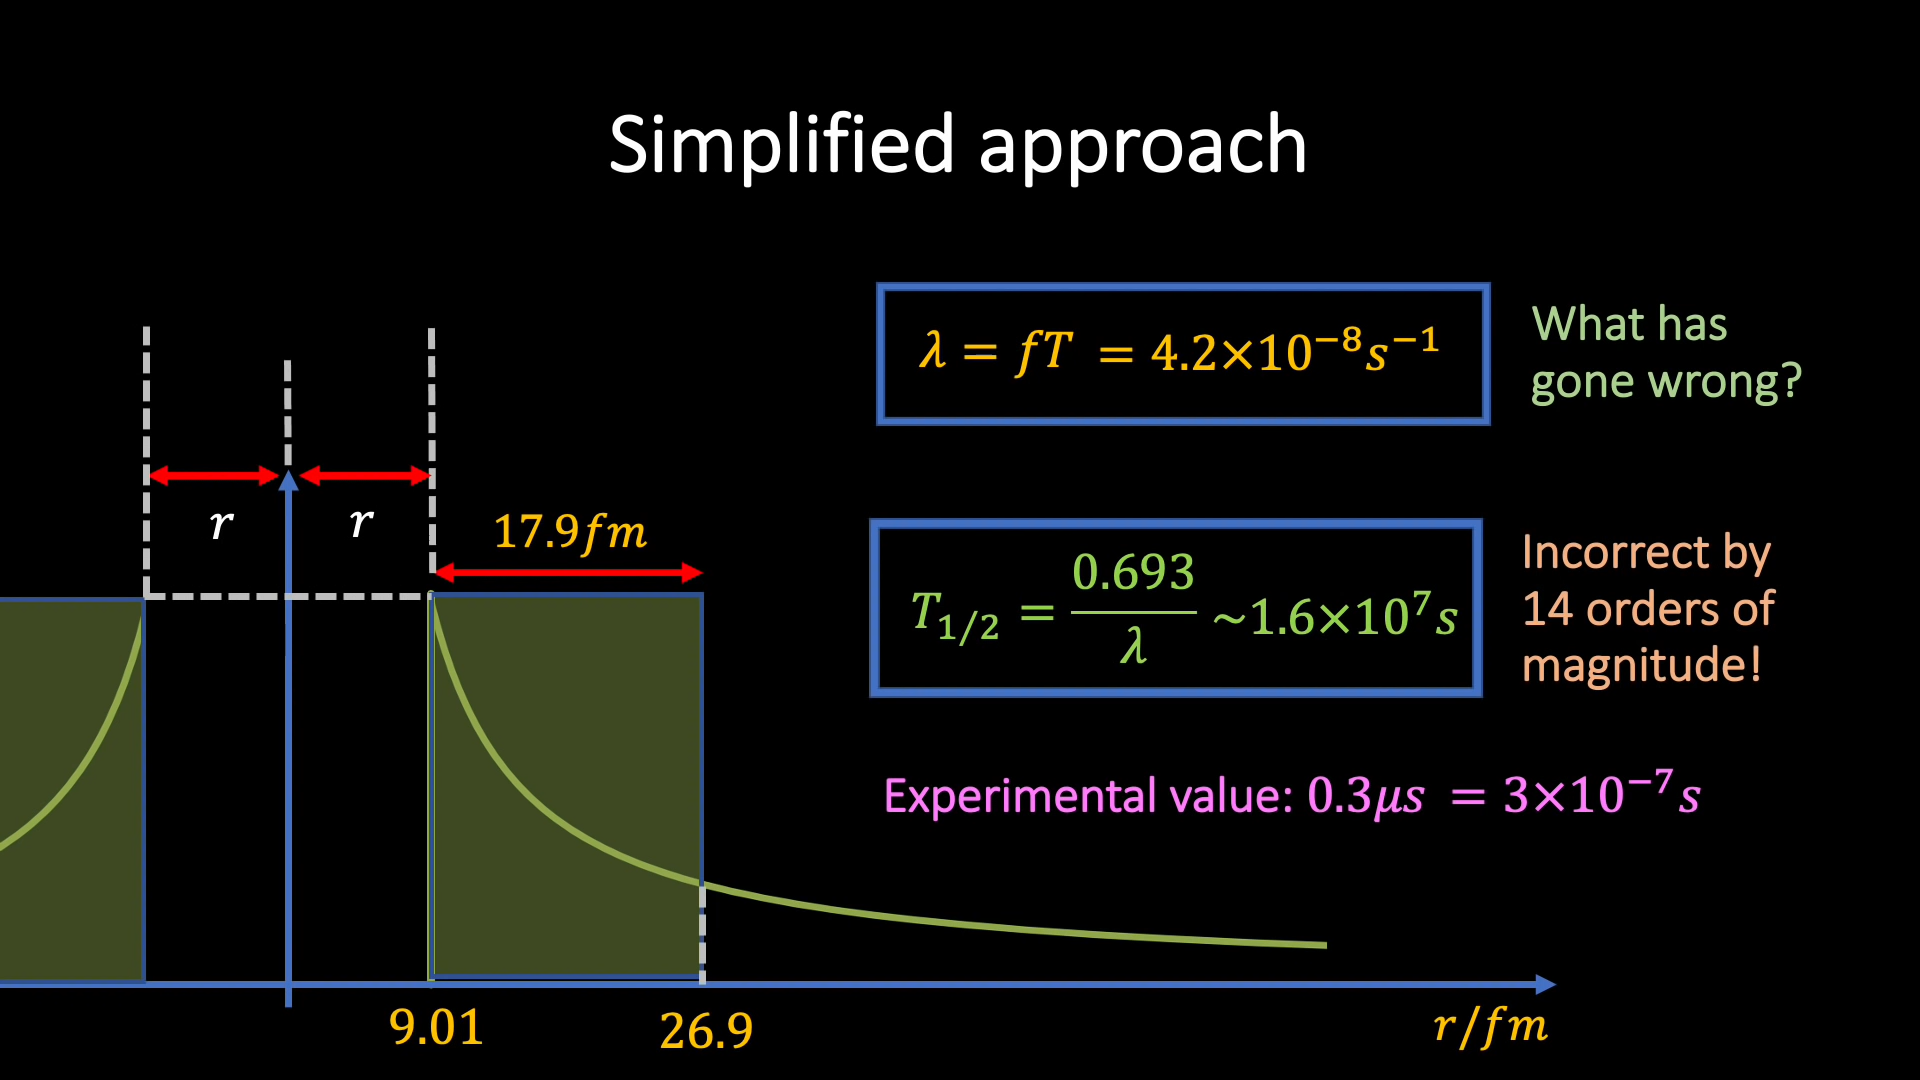 Simplified approach
λ = fT = 4.2×10⁻⁸s⁻¹
What has
gone wrong?
r
r
17.9fm
T₁/₂ = 0.693/λ ~1.6×10⁷s
Incorrect by
14 orders of
magnitude!
Experimental value: 0.3μs = 3×10⁻⁷s
9.01
26.9
r/fm